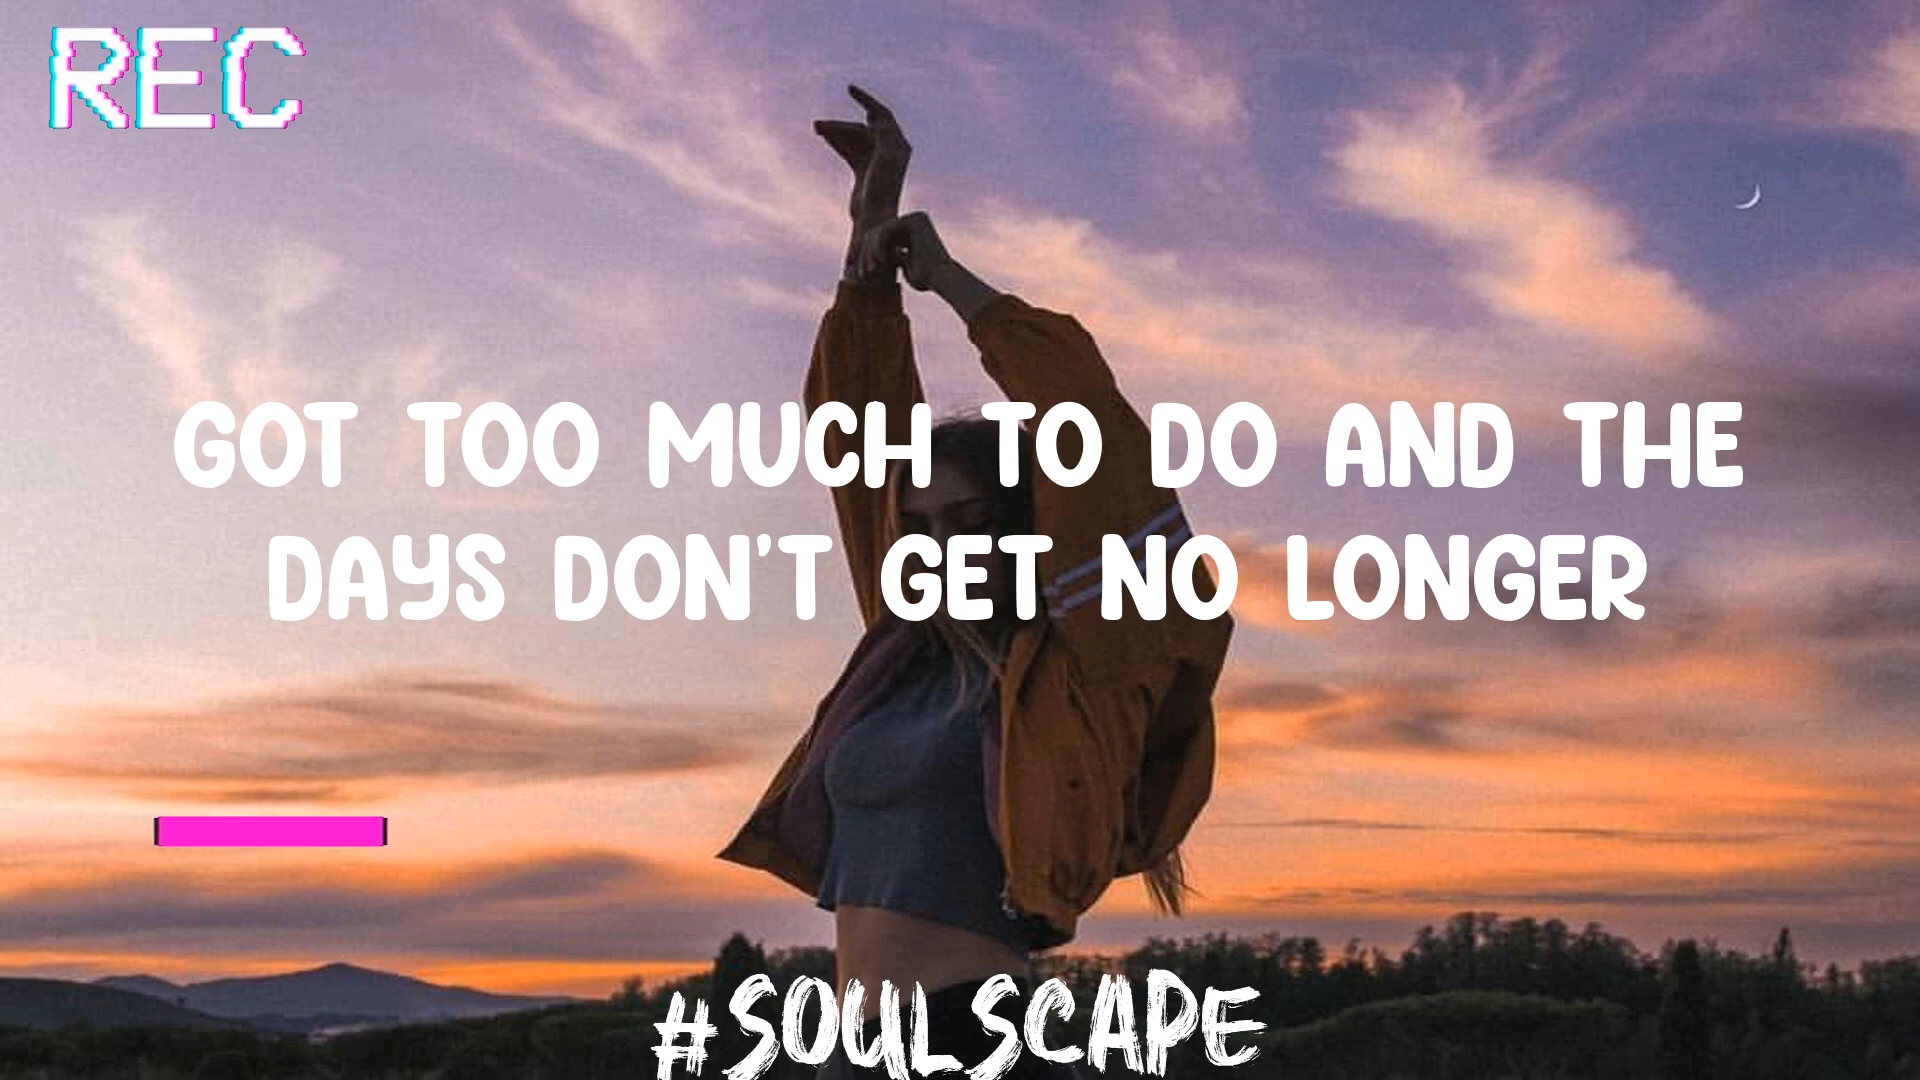 REC
GOT TOO MUCH TO DO AND THE
DAYS DON'T GET NO LONGER
#SOULSCAPE